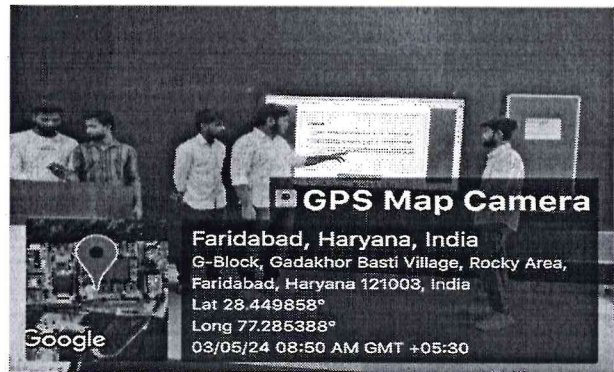 GPS Map Camera
Faridabad, Haryana, India
G-Block, Gadakhor Basti Village, Rocky Area,
Faridabad, Haryana 121003, India
Lat 28.449858°
Long 77.285388°
03/05/24 08:50 AM GMT +05:30
Google